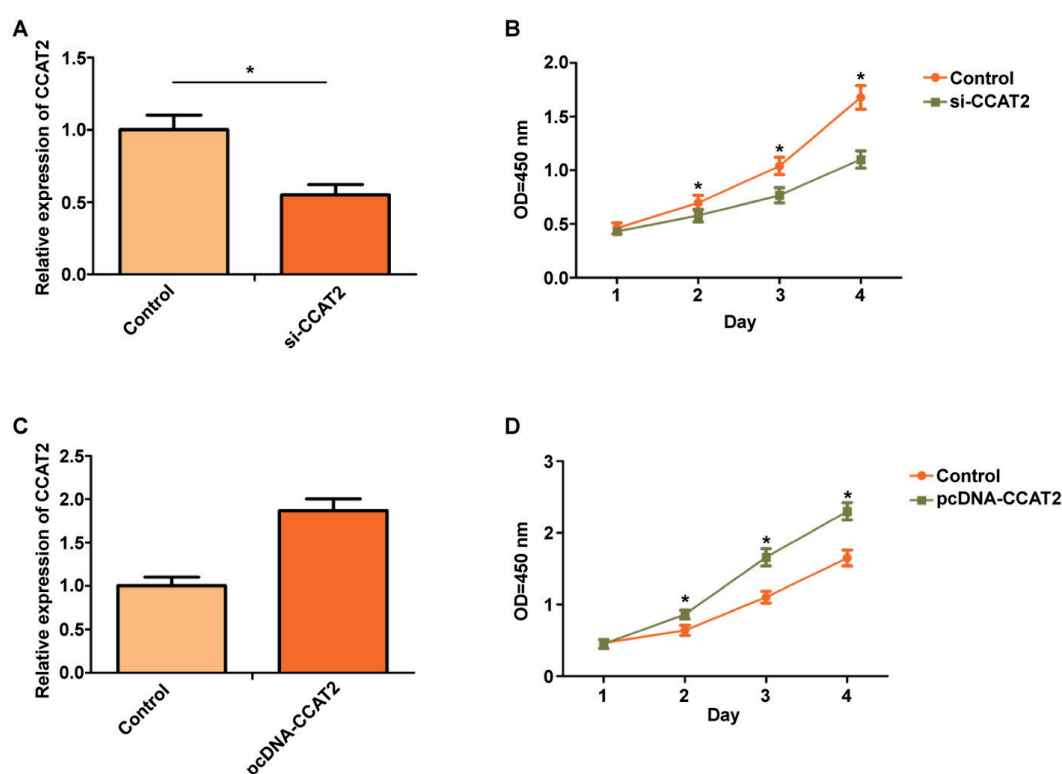 A
Relative expression of CCAT2
1.5
1.0
0.5
0.0
*
Control
si-CCAT2
B
OD=450 nm
2.0
1.5
1.0
0.5
0.0
*
*
*
1 2 3 4
Day
Control
si-CCAT2
C
Relative expression of CCAT2
2.5
2.0
1.5
1.0
0.5
0.0
Control
pcDNA-CCAT2
D
OD=450 nm
3
2
1
0
*
*
*
1 2 3 4
Day
Control
pcDNA-CCAT2